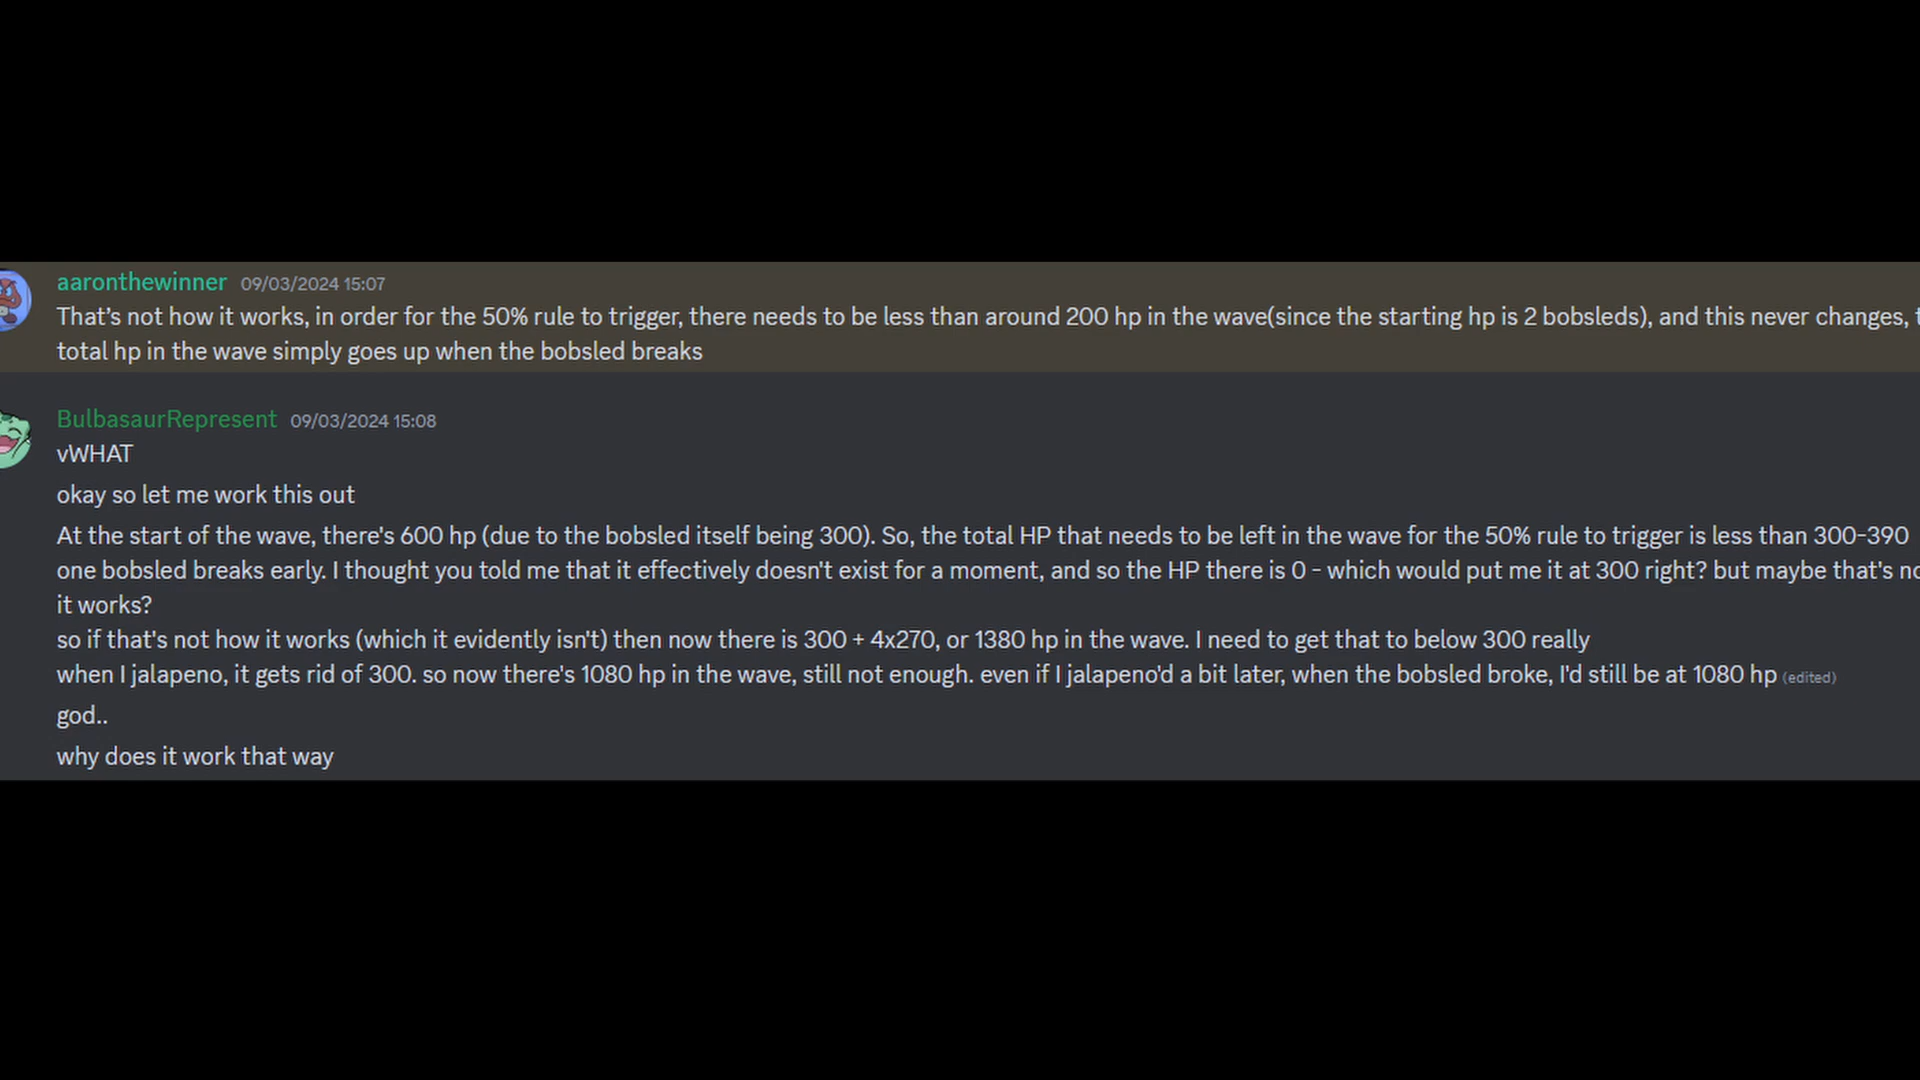 aaronthewinner 09/03/2024 15:07
That's not how it works, in order for the 50% rule to trigger, there needs to be less than around 200 hp in the wave(since the starting hp is 2 bobsleds), and this never changes,
total hp in the wave simply goes up when the bobsled breaks
BulbasaurRepresent 09/03/2024 15:08
vWHAT
okay so let me work this out
At the start of the wave, there's 600 hp (due to the bobsled itself being 300). So, the total HP that needs to be left in the wave for the 50% rule to trigger is less than 300-390
one bobsled breaks early. I thought you told me that it effectively doesn't exist for a moment, and so the HP there is 0 - which would put me it at 300 right? but maybe that's
it works?
so if that's not how it works (which it evidently isn't) then now there is 300 + 4x270, or 1380 hp in the wave. I need to get that to below 300 really
when I jalapeno, it gets rid of 300. so now there's 1080 hp in the wave, still not enough. even if I jalapeno'd a bit later, when the bobsled broke, I'd still be at 1080 hp (edited)
god..
why does it work that way